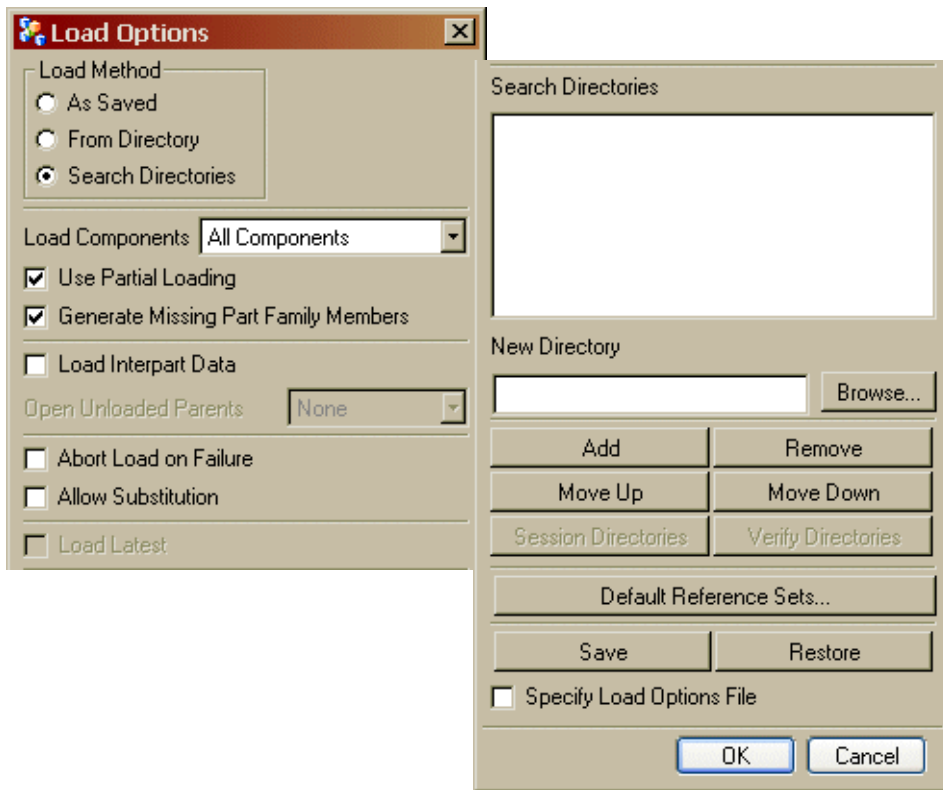 Load Options
Load Method
As Saved
From Directory
Search Directories
Load Components All Components
Use Partial Loading
Generate Missing Part Family Members
Load Interpart Data
Open Unloaded Parents None
Abort Load on Failure
Allow Substitution
Load Latest
Search Directories
New Directory
Browse...
Add Remove
Move Up Move Down
Session Directories Verify Directories
Default Reference Sets...
Save Restore
Specify Load Options File
OK Cancel